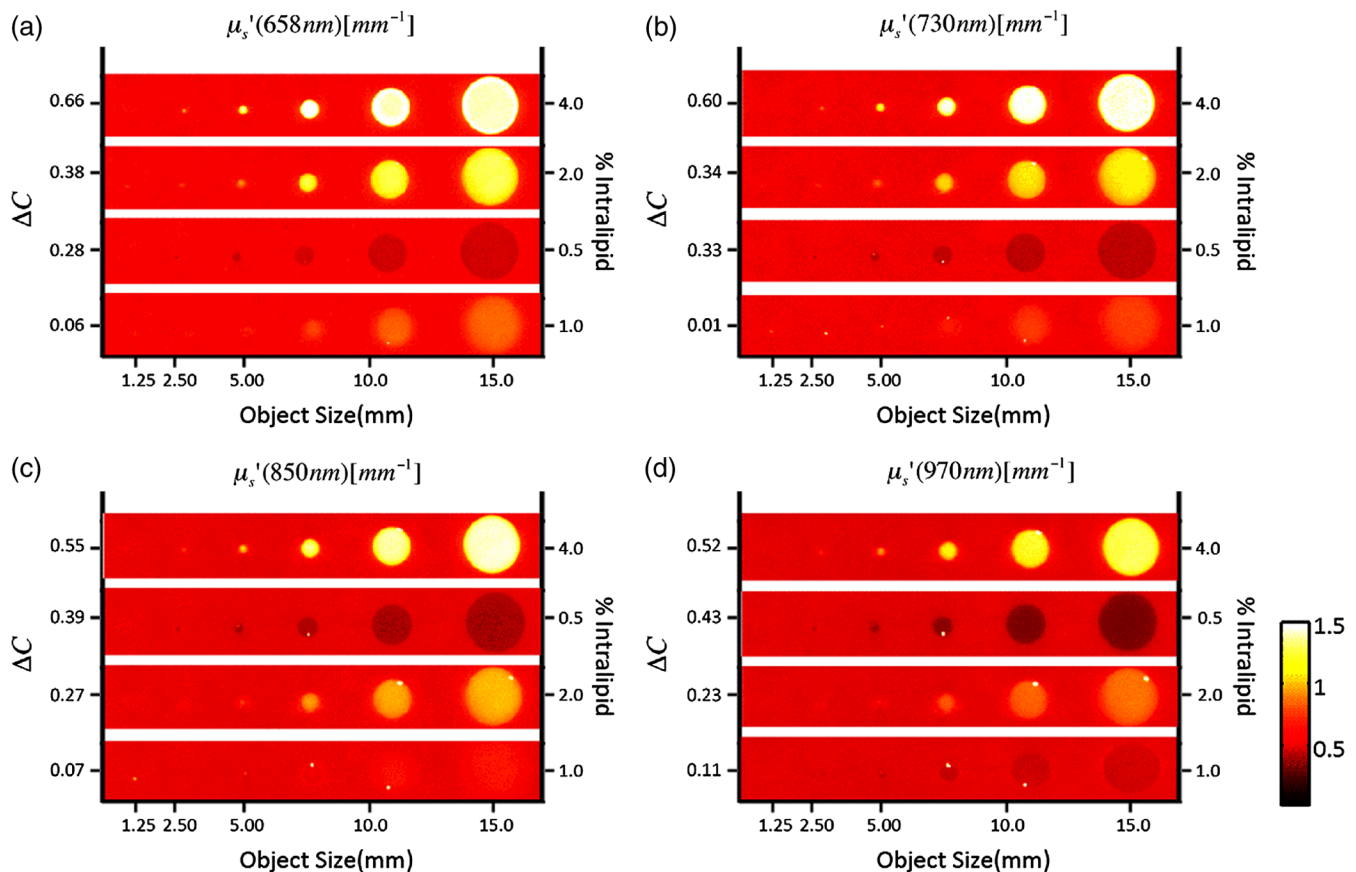 (a) μs'(658nm)[mm⁻¹]
ΔC
0.66
0.38
0.28
0.06
4.0
2.0
0.5
1.0
% Intralipid
1.25 2.50 5.00 10.0 15.0
Object Size(mm)
(b) μs'(730nm)[mm⁻¹]
ΔC
0.60
0.34
0.33
0.01
4.0
2.0
0.5
1.0
% Intralipid
1.25 2.50 5.00 10.0 15.0
Object Size(mm)
(c) μs'(850nm)[mm⁻¹]
ΔC
0.55
0.39
0.27
0.07
4.0
0.5
2.0
1.0
% Intralipid
1.25 2.50 5.00 10.0 15.0
Object Size(mm)
(d) μs'(970nm)[mm⁻¹]
ΔC
0.52
0.43
0.23
0.11
4.0
0.5
2.0
1.0
% Intralipid
1.25 2.50 5.00 10.0 15.0
Object Size(mm)
1.5
1
0.5